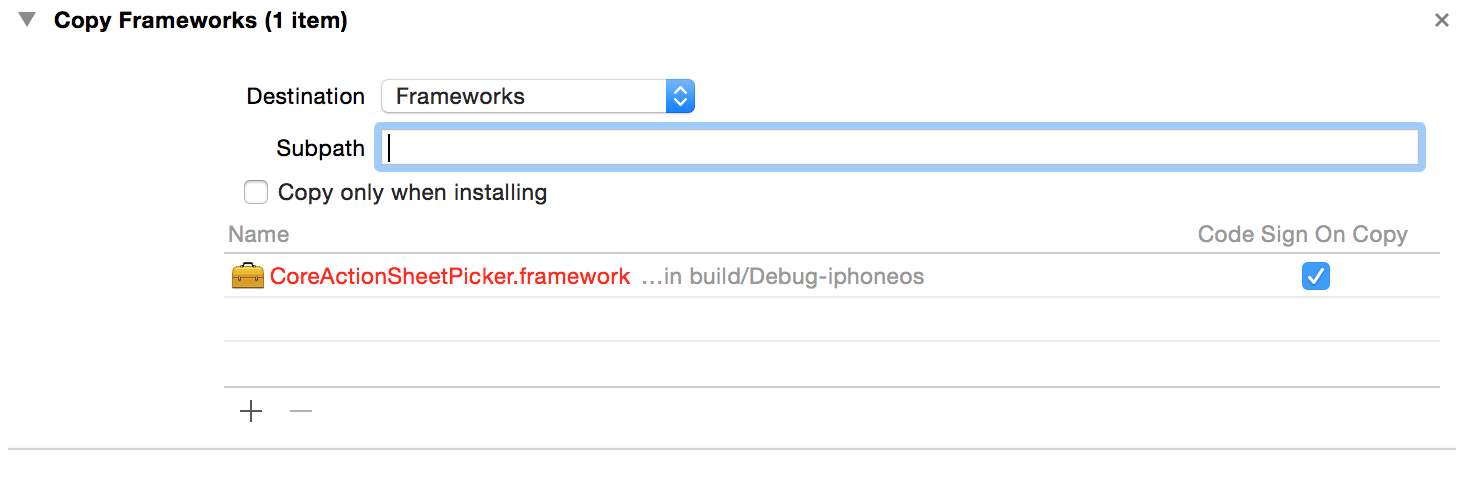 Copy Frameworks (1 item)
Destination Frameworks
Subpath
Copy only when installing
Name Code Sign On Copy
CoreActionSheetPicker.framework ...in build/Debug-iphoneos